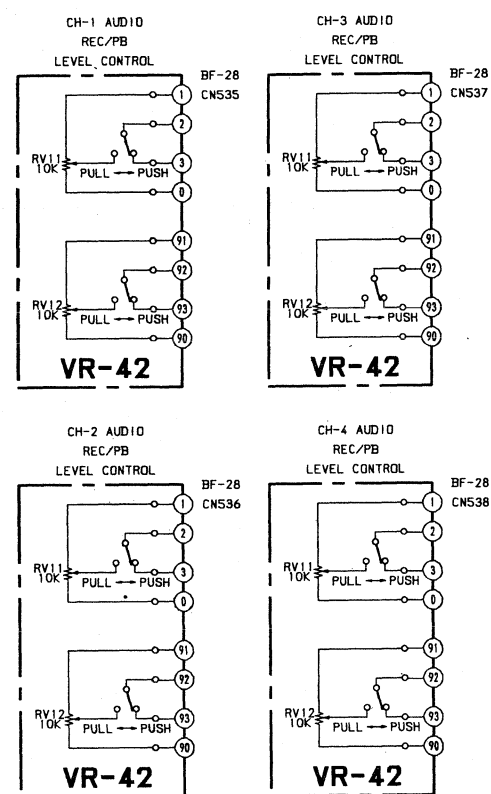 CH-1 AUDIO
REC/PB
LEVEL CONTROL
BF-28
CN535
1
2
RV11
10K
3
PULL PUSH
0
91
92
RV12
10K
93
PULL PUSH
90
VR-42
CH-3 AUDIO
REC/PB
LEVEL CONTROL
BF-28
CN537
1
2
RV11
10K
3
PULL PUSH
0
91
92
RV12
10K
93
PULL PUSH
90
VR-42
CH-2 AUDIO
REC/PB
LEVEL CONTROL
BF-28
CN536
1
2
RV11
10K
3
PULL PUSH
0
91
92
RV12
10K
93
PULL PUSH
90
VR-42
CH-4 AUDIO
REC/PB
LEVEL CONTROL
BF-28
CN538
1
2
RV11
10K
3
PULL PUSH
0
91
92
RV12
10K
93
PULL PUSH
90
VR-42